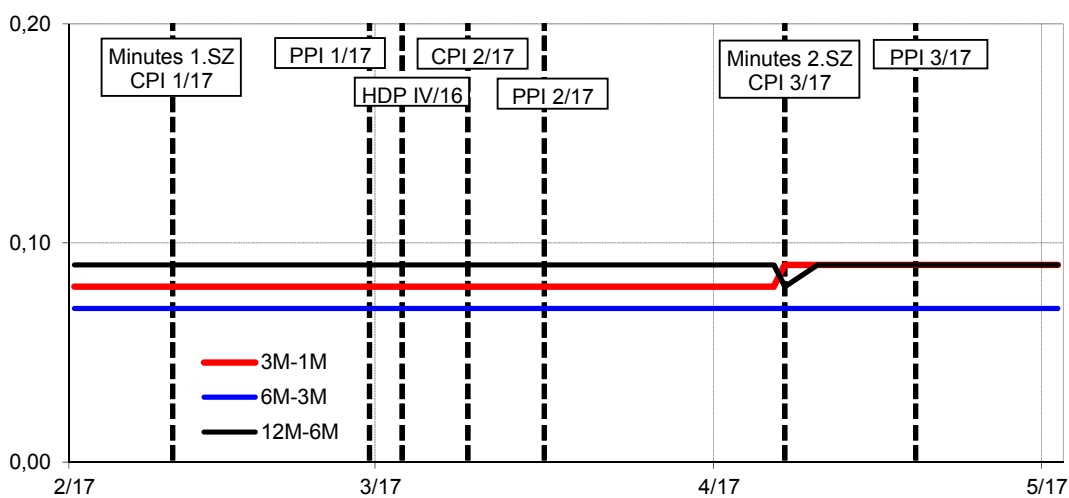 0,20
Minutes 1.SZ
CPI 1/17
PPI 1/17
HDP IV/16
CPI 2/17
PPI 2/17
Minutes 2.SZ
CPI 3/17
PPI 3/17
0,10
3M-1M
6M-3M
12M-6M
0,00
2/17
3/17
4/17
5/17